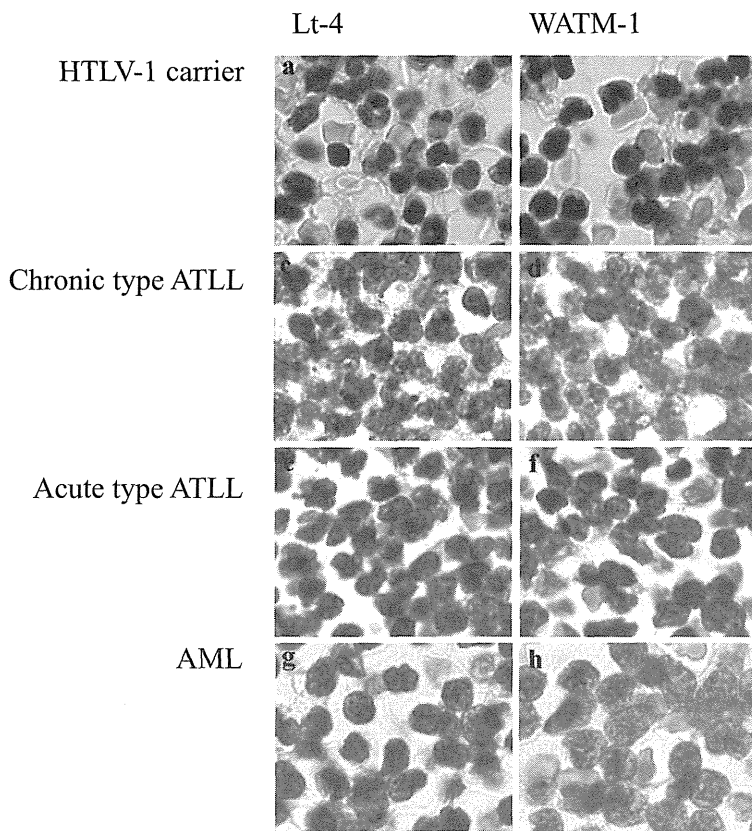 Lt-4 WATM-1
HTLV-1 carrier
a
Chronic type ATLL
c d
Acute type ATLL
e f
AML
g h